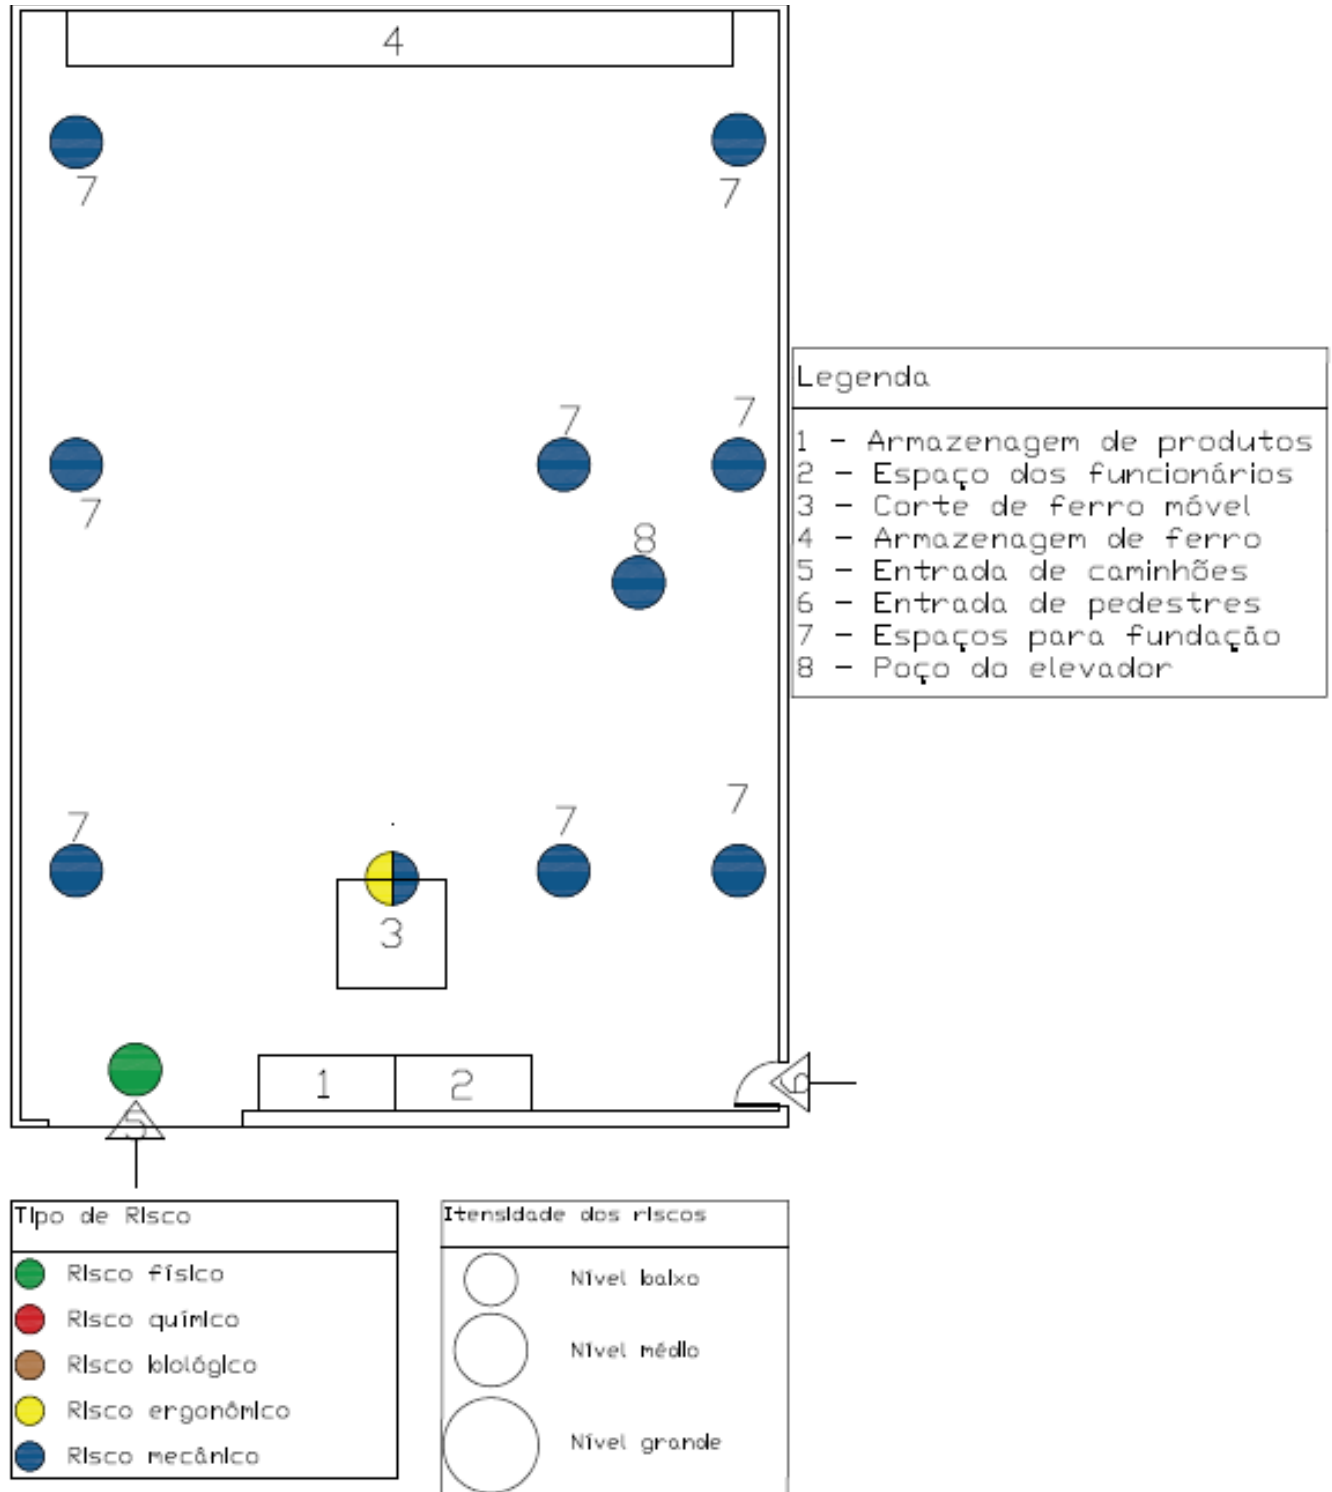 4
7
7
7
7
7
8
7
7
7
3
1
2
5
6
Legenda
1 - Armazenagem de produtos
2 - Espaço dos funcionários
3 - Corte de ferro móvel
4 - Armazenagem de ferro
5 - Entrada de caminhões
6 - Entrada de pedestres
7 - Espaços para fundação
8 - Poço do elevador
Tipo de Risco
Risco físico
Risco químico
Risco biológico
Risco ergonômico
Risco mecânico
Itensidade dos riscos
Nível baixo
Nível médio
Nível grande